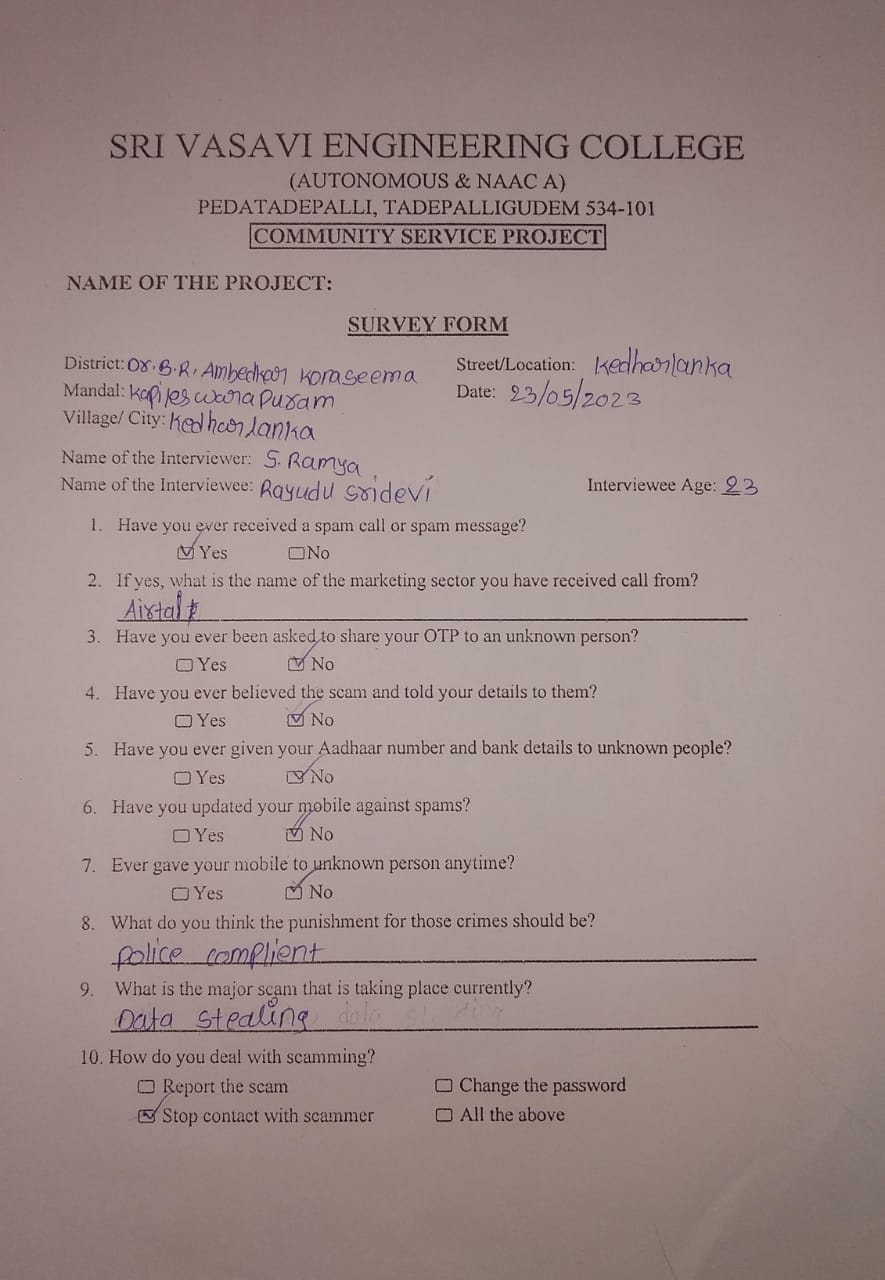 SRI VASAVI ENGINEERING COLLEGE
(AUTONOMOUS & NAAC A)
PEDATADEPALLI, TADEPALLIGUDEM 534-101
COMMUNITY SERVICE PROJECT
NAME OF THE PROJECT:
SURVEY FORM
District: Dr. B.R. Ambedkar Konaseema Street/Location: Kedharlanka
Mandal: Kapileswarapuram Date: 23/05/2023
Village/ City: Kedharlanka
Name of the Interviewer: S. Ramya
Name of the Interviewee: Rayudu Sridevi Interviewee Age: 23
1. Have you ever received a spam call or spam message?
☑ Yes ☐ No
2. If yes, what is the name of the marketing sector you have received call from?
3. Have you ever been asked to share your OTP to an unknown person?
☐ Yes ☑ No
4. Have you ever believed the scam and told your details to them?
☐ Yes ☑ No
5. Have you ever given your Aadhaar number and bank details to unknown people?
☐ Yes ☑ No
6. Have you updated your mobile against spams?
☐ Yes ☑ No
7. Ever gave your mobile to unknown person anytime?
☐ Yes ☑ No
8. What do you think the punishment for those crimes should be?
police complient
9. What is the major scam that is taking place currently?
Data stealing
10. How do you deal with scamming?
☐ Report the scam ☐ Change the password
☑ Stop contact with scammer ☐ All the above